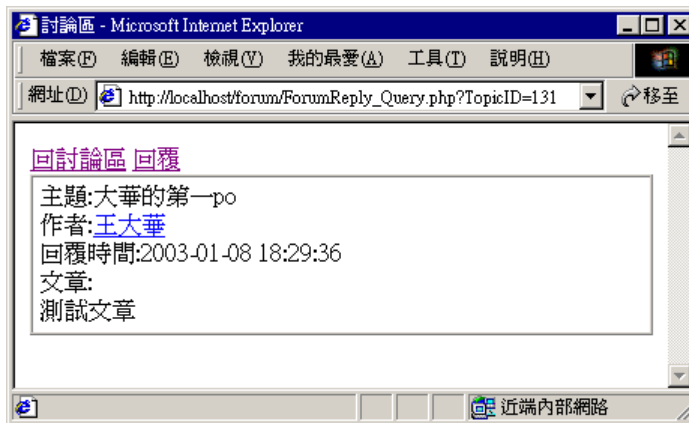 討論區 - Microsoft Internet Explorer
檔案(F) 編輯(E) 檢視(V) 我的最愛(A) 工具(T) 說明(H)
網址(D) http://localhost/forum/ForumReply_Query.php?TopicID=131 移至
回討論區 回覆
主題:大華的第一po
作者:王大華
回覆時間:2003-01-08 18:29:36
文章:
測試文章
近端內部網路